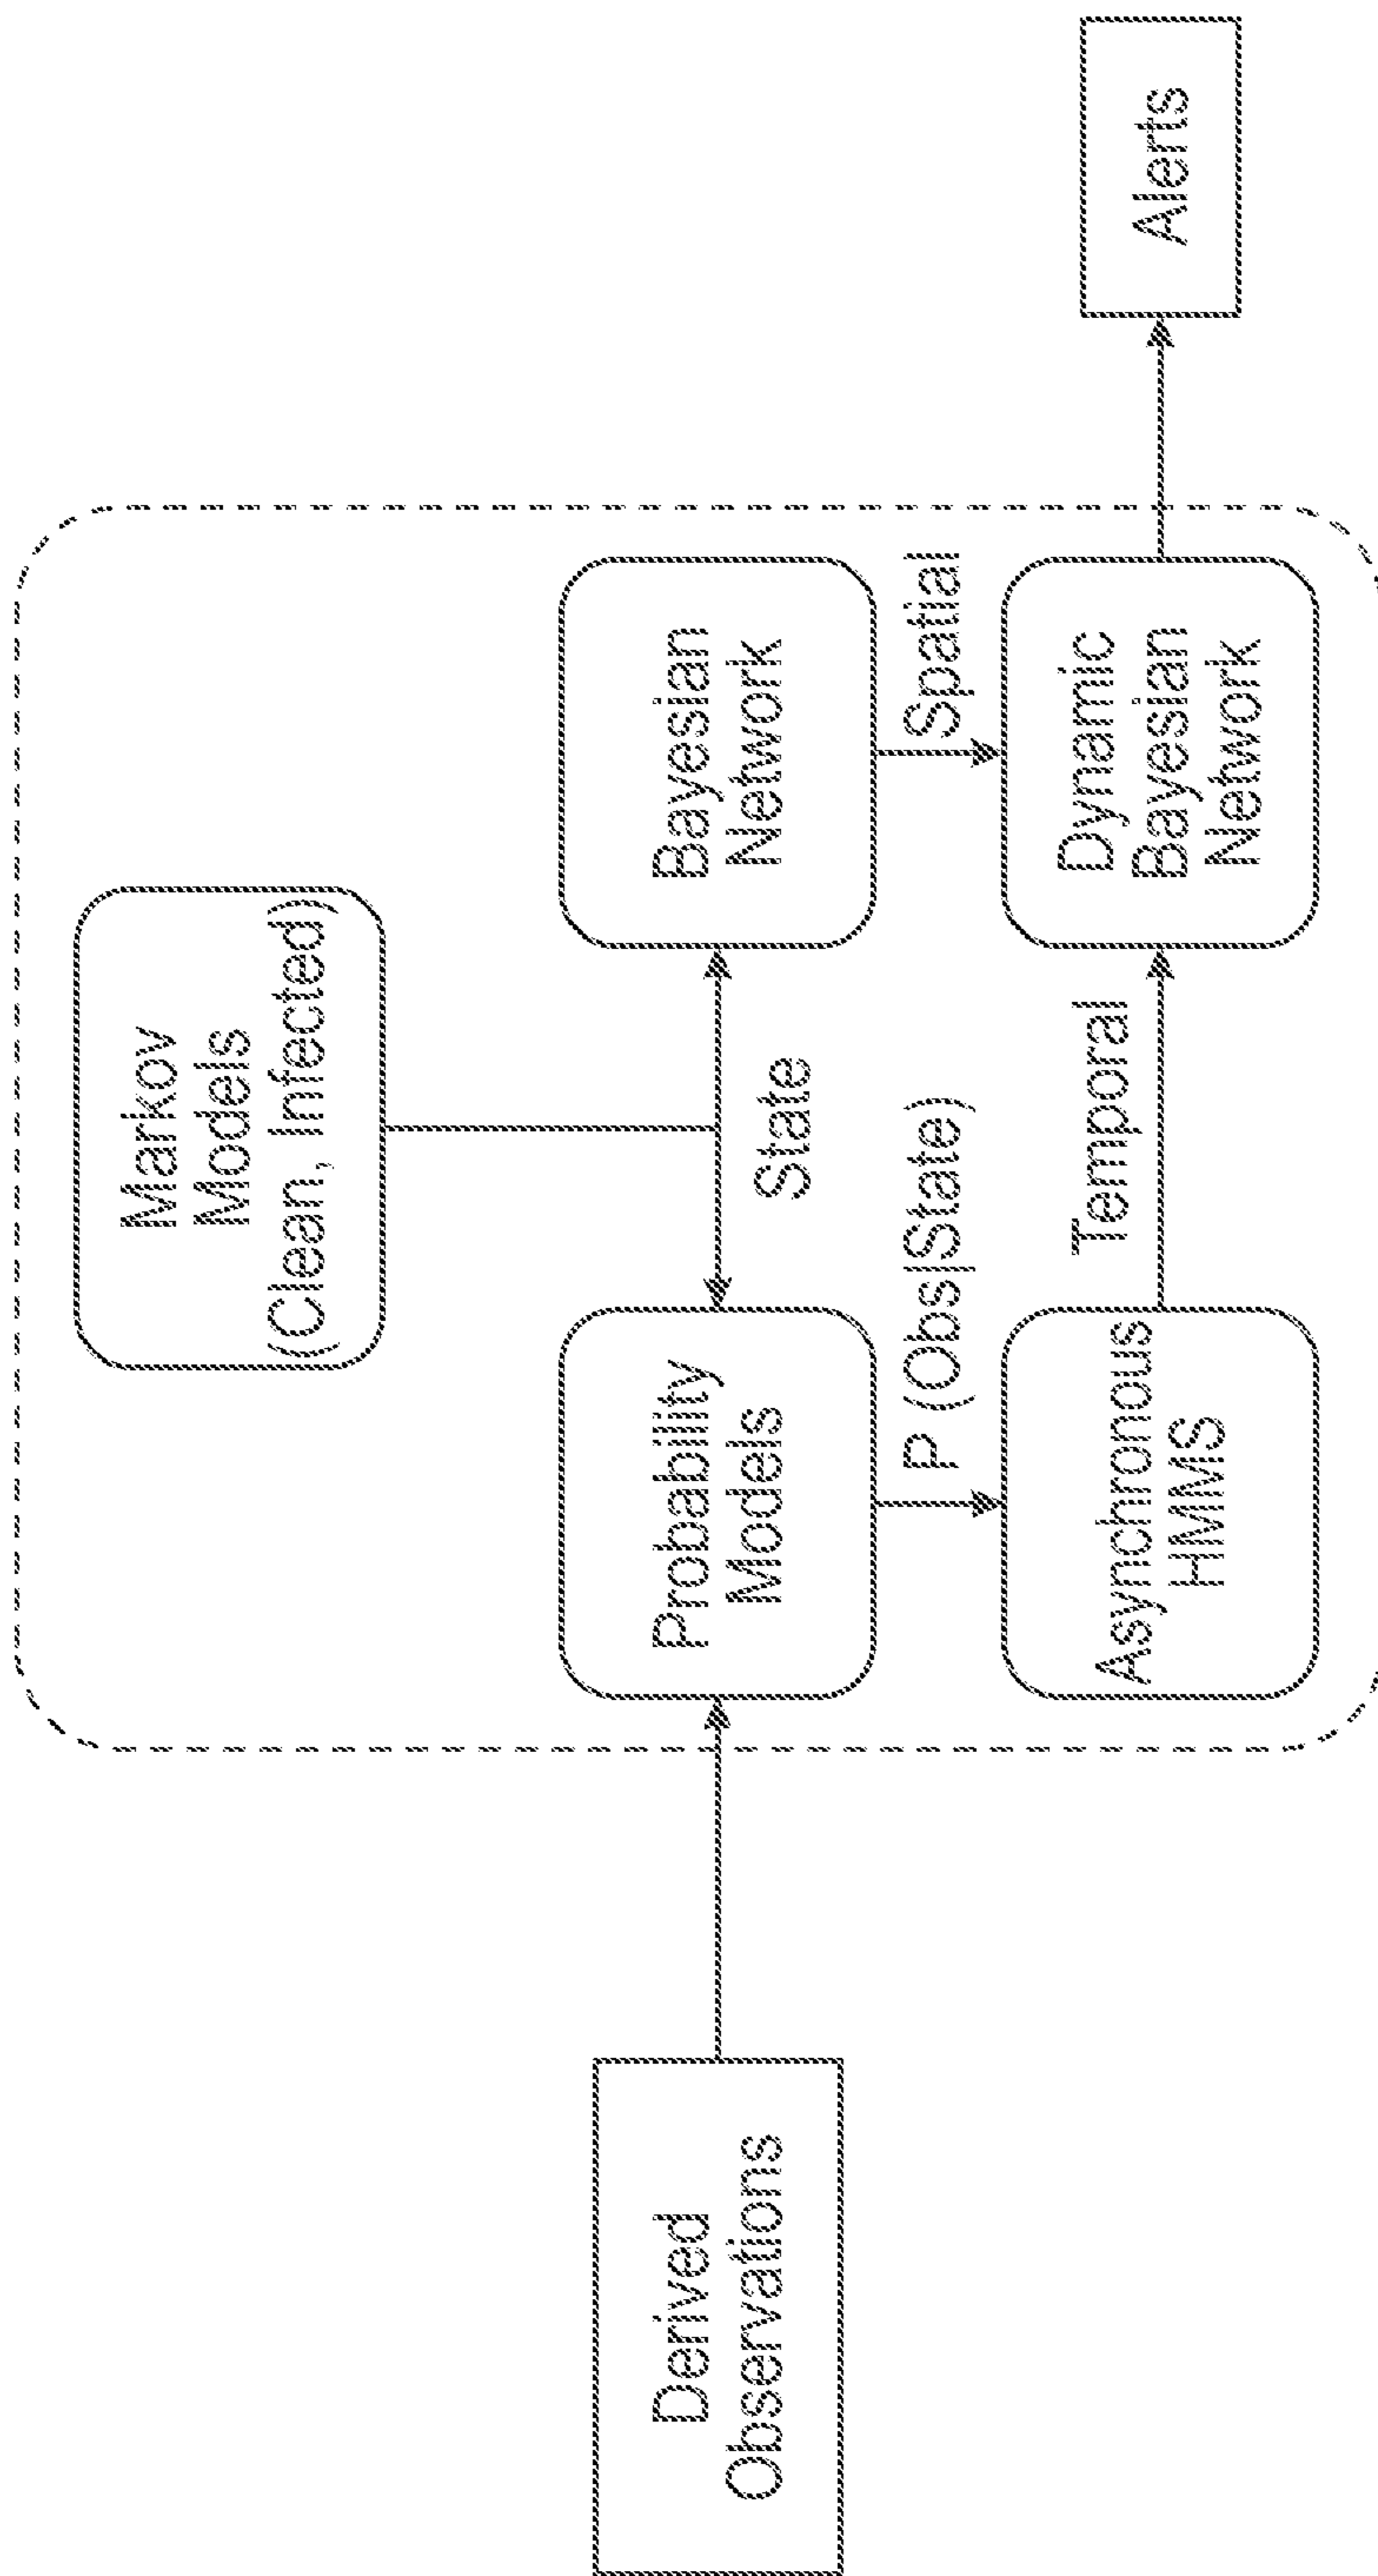 Markov
Models
(Clean, Infected)
Derived
Observations
Probability
Models
State
Bayesian
Network
P (Obs|State)
Spatial
Asynchronous
HMMS
Temporal
Dynamic
Bayesian
Network
Alerts